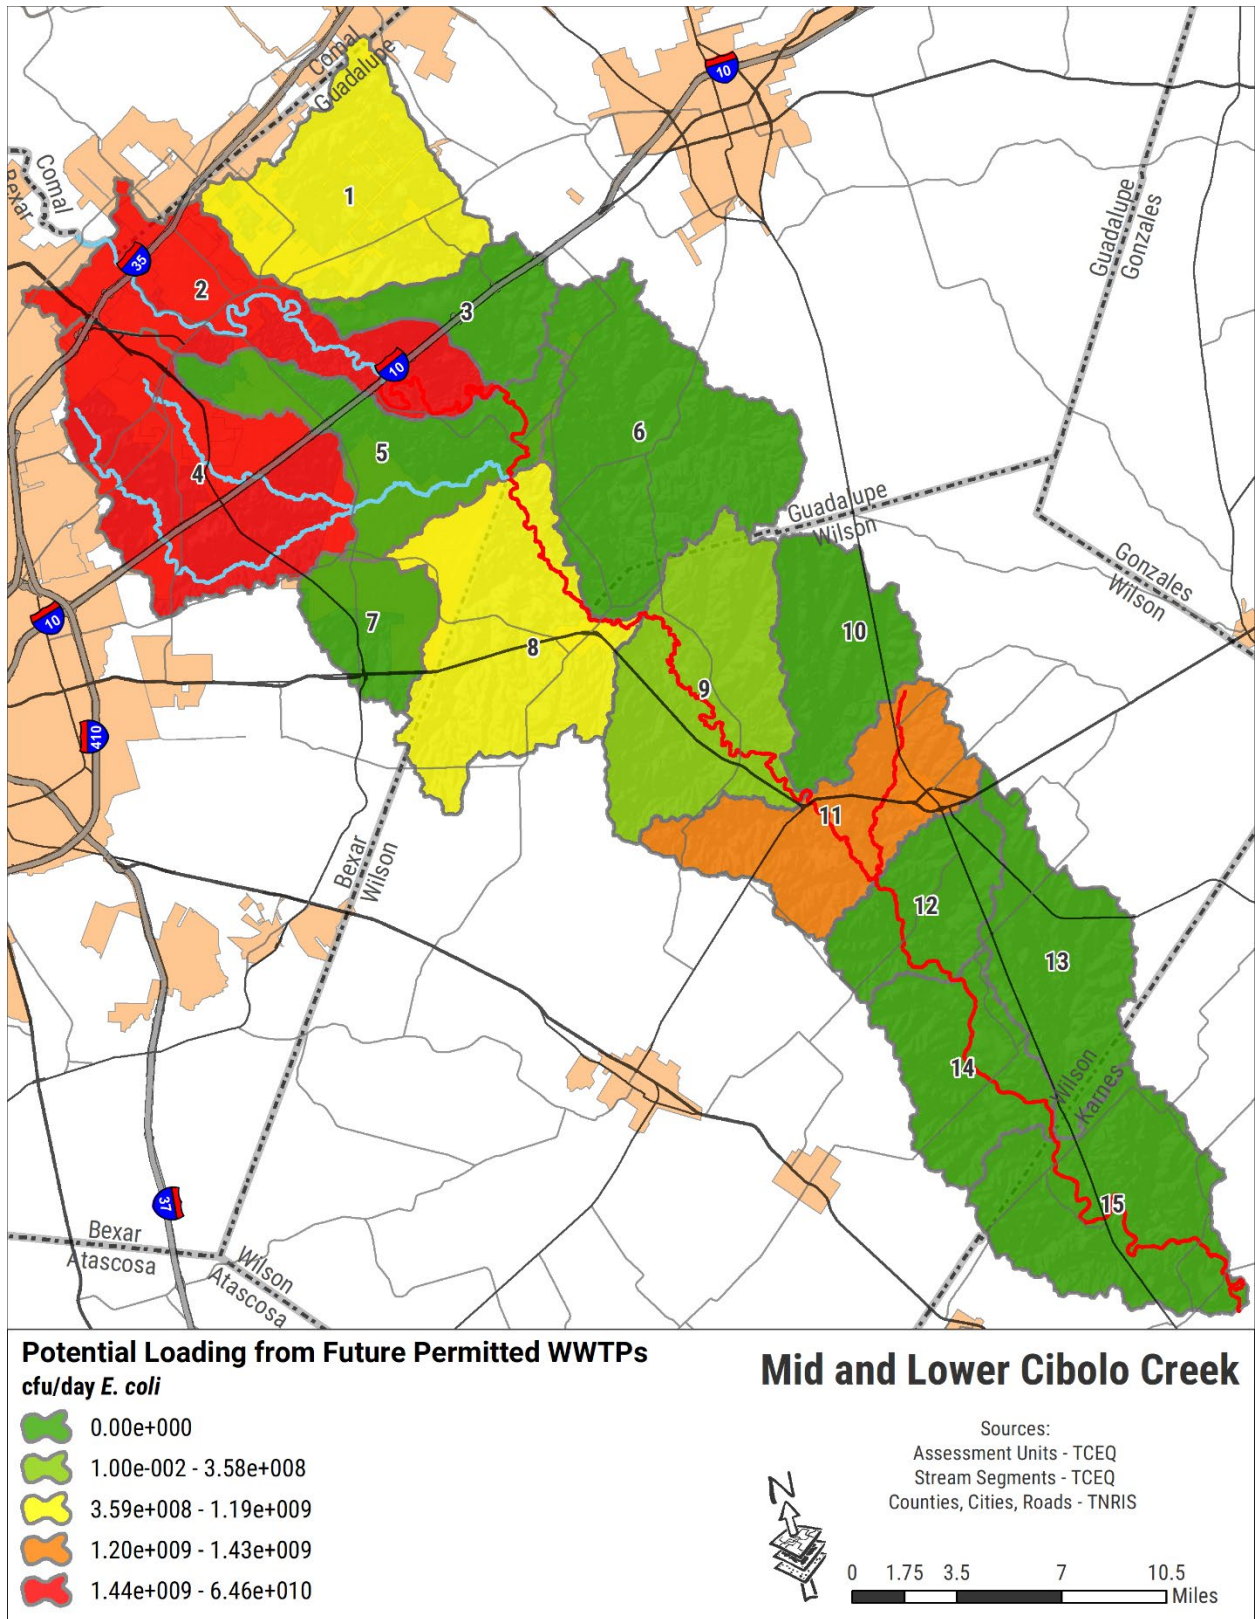 Comal
Guadalupe
10
Comal
Bexar
1
Guadalupe
Gonzales
35
2
3
10
4
5
6
Guadalupe
Wilson
Gonzales
Wilson
10
7
8
9
10
410
11
Bexar
Wilson
12
13
14
Wilson
Karnes
15
37
Bexar
Atascosa
Wilson
Atascosa
Potential Loading from Future Permitted WWTPs
cfu/day E. coli
0.00e+000
1.00e-002 - 3.58e+008
3.59e+008 - 1.19e+009
1.20e+009 - 1.43e+009
1.44e+009 - 6.46e+010
Mid and Lower Cibolo Creek
Sources:
Assessment Units - TCEQ
Stream Segments - TCEQ
Counties, Cities, Roads - TNRIS
N
0 1.75 3.5 7 10.5
Miles